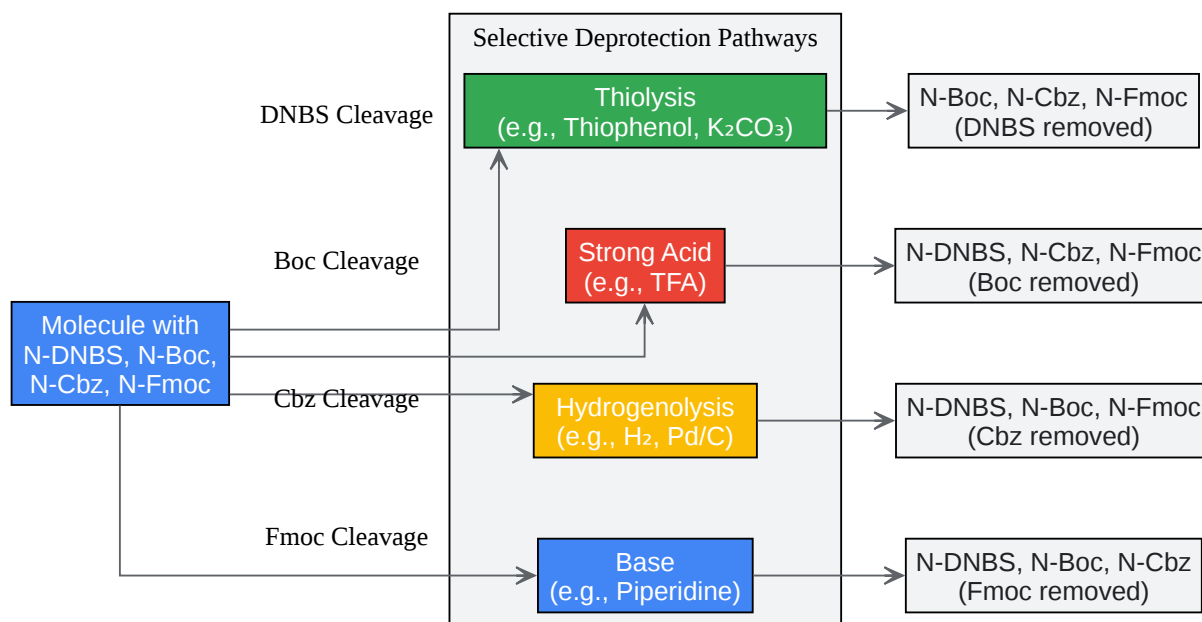 Selective Deprotection Pathways
DNBS Cleavage
Thiolysis
(e.g., Thiophenol, K₂CO₃)
N-Boc, N-Cbz, N-Fmoc
(DNBS removed)
Boc Cleavage
Strong Acid
(e.g., TFA)
N-DNBS, N-Cbz, N-Fmoc
(Boc removed)
Molecule with
N-DNBS, N-Boc,
N-Cbz, N-Fmoc
Cbz Cleavage
Hydrogenolysis
(e.g., H₂, Pd/C)
N-DNBS, N-Boc, N-Fmoc
(Cbz removed)
Fmoc Cleavage
Base
(e.g., Piperidine)
N-DNBS, N-Boc, N-Cbz
(Fmoc removed)